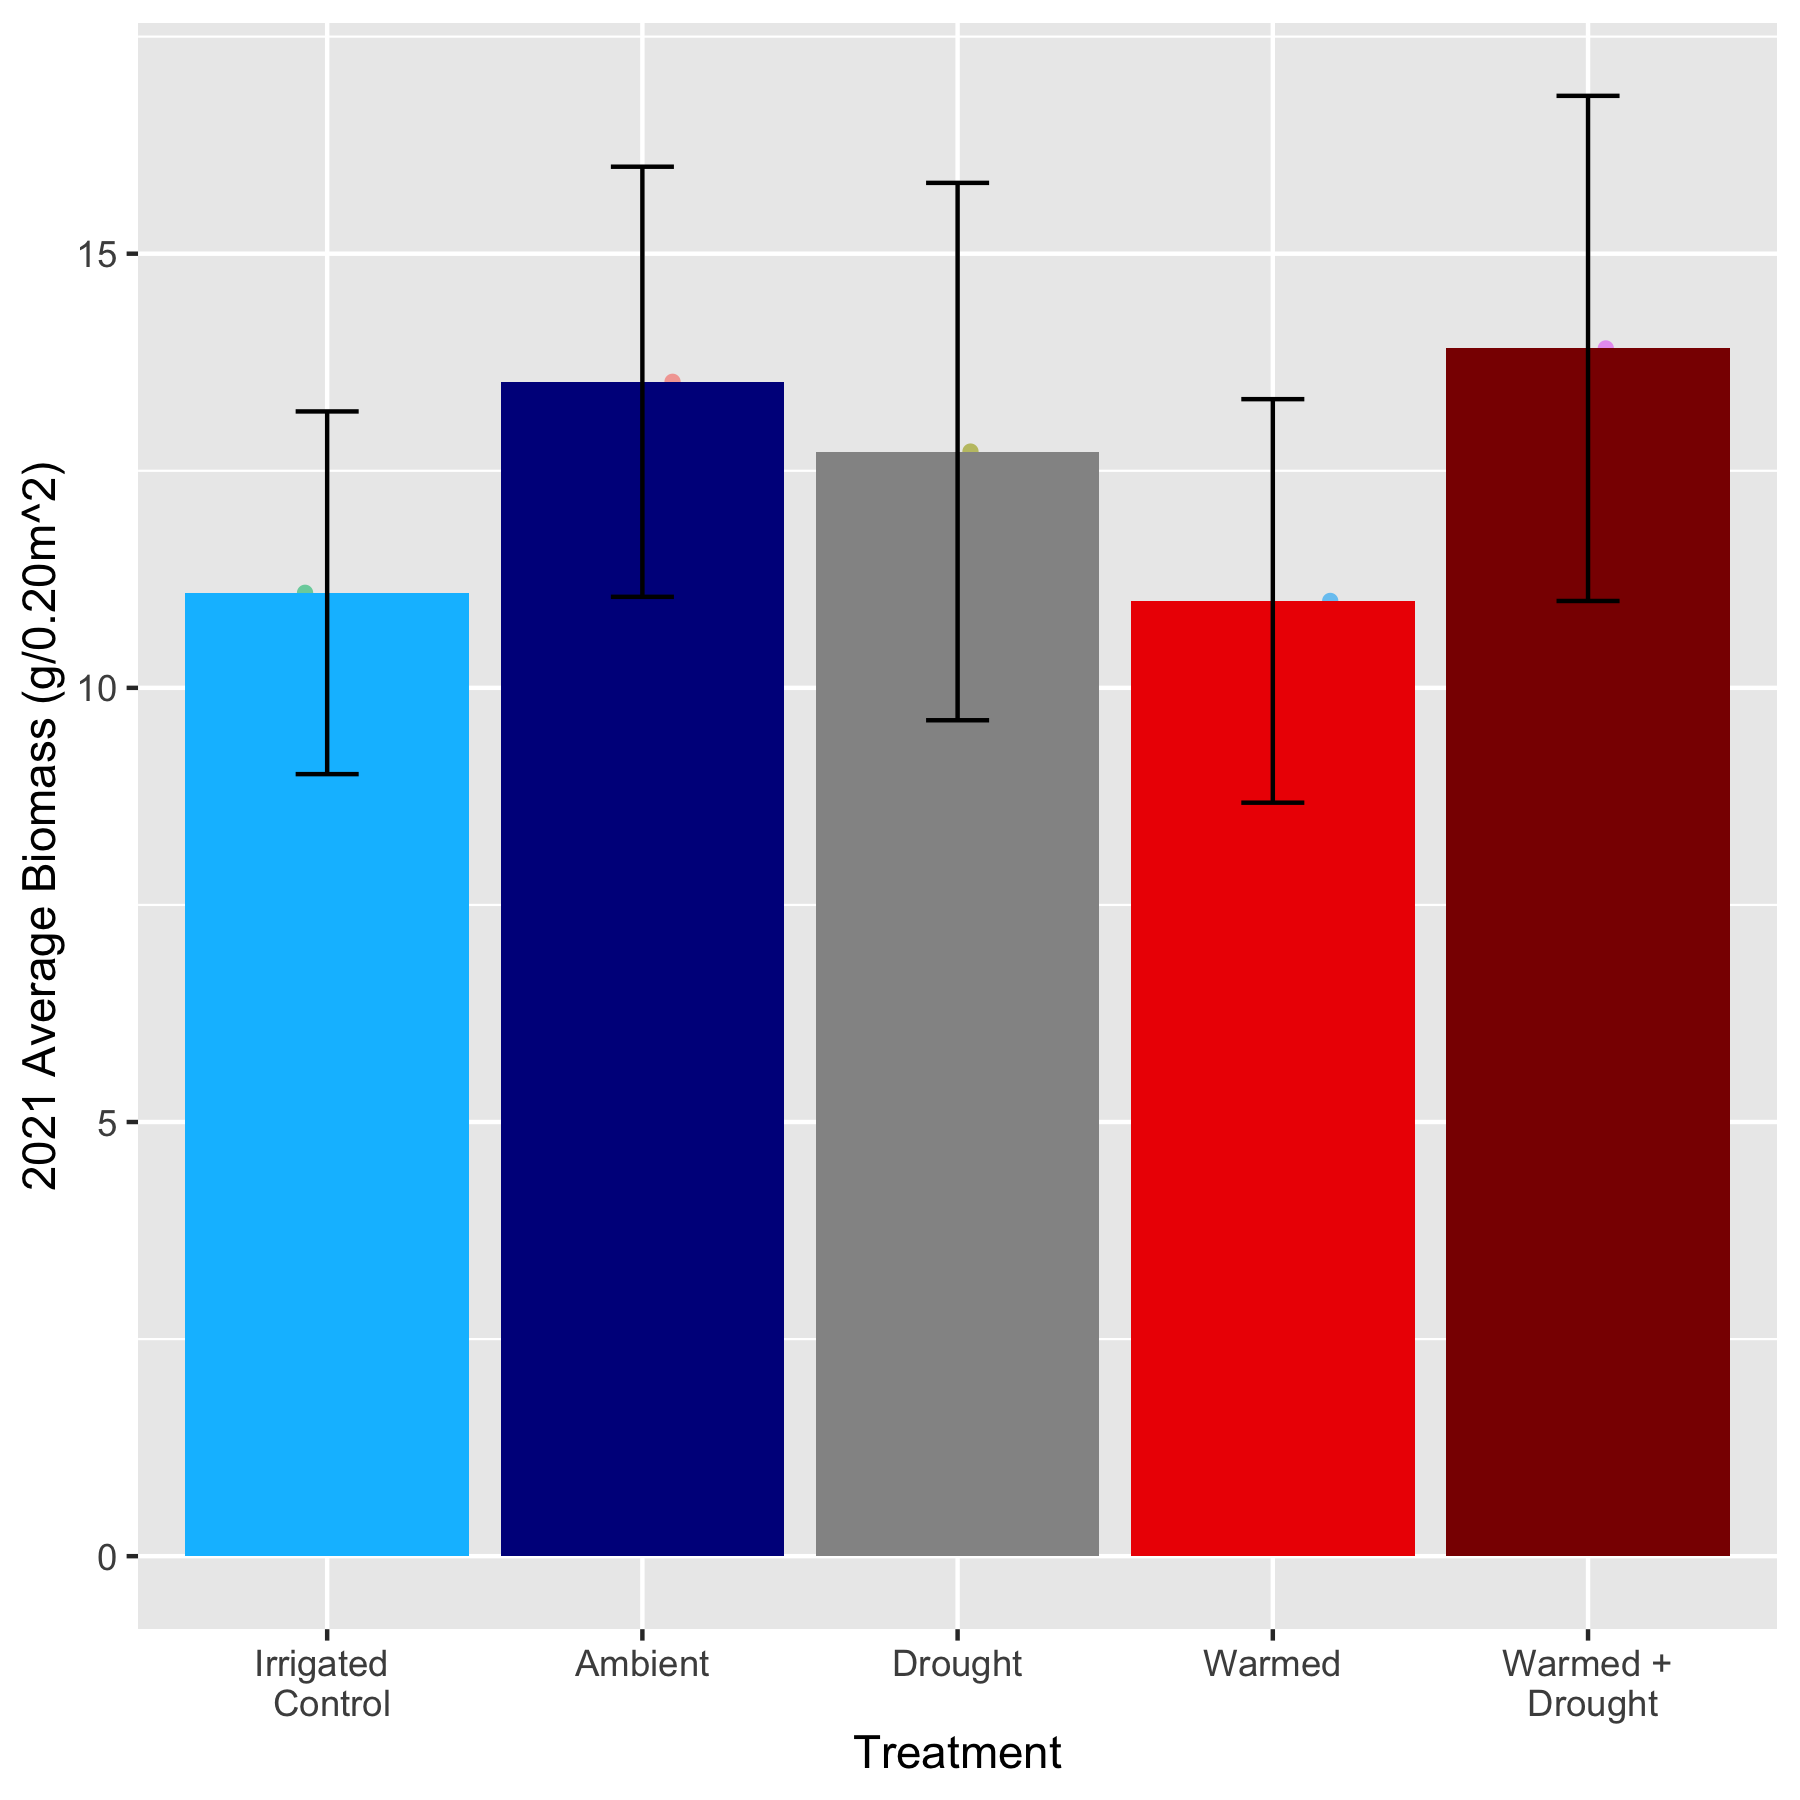 2021 Average Biomass (g/0.20m^2)
15
10
5
0
Irrigated
Control
Ambient
Drought
Warmed
Warmed +
Drought
Treatment